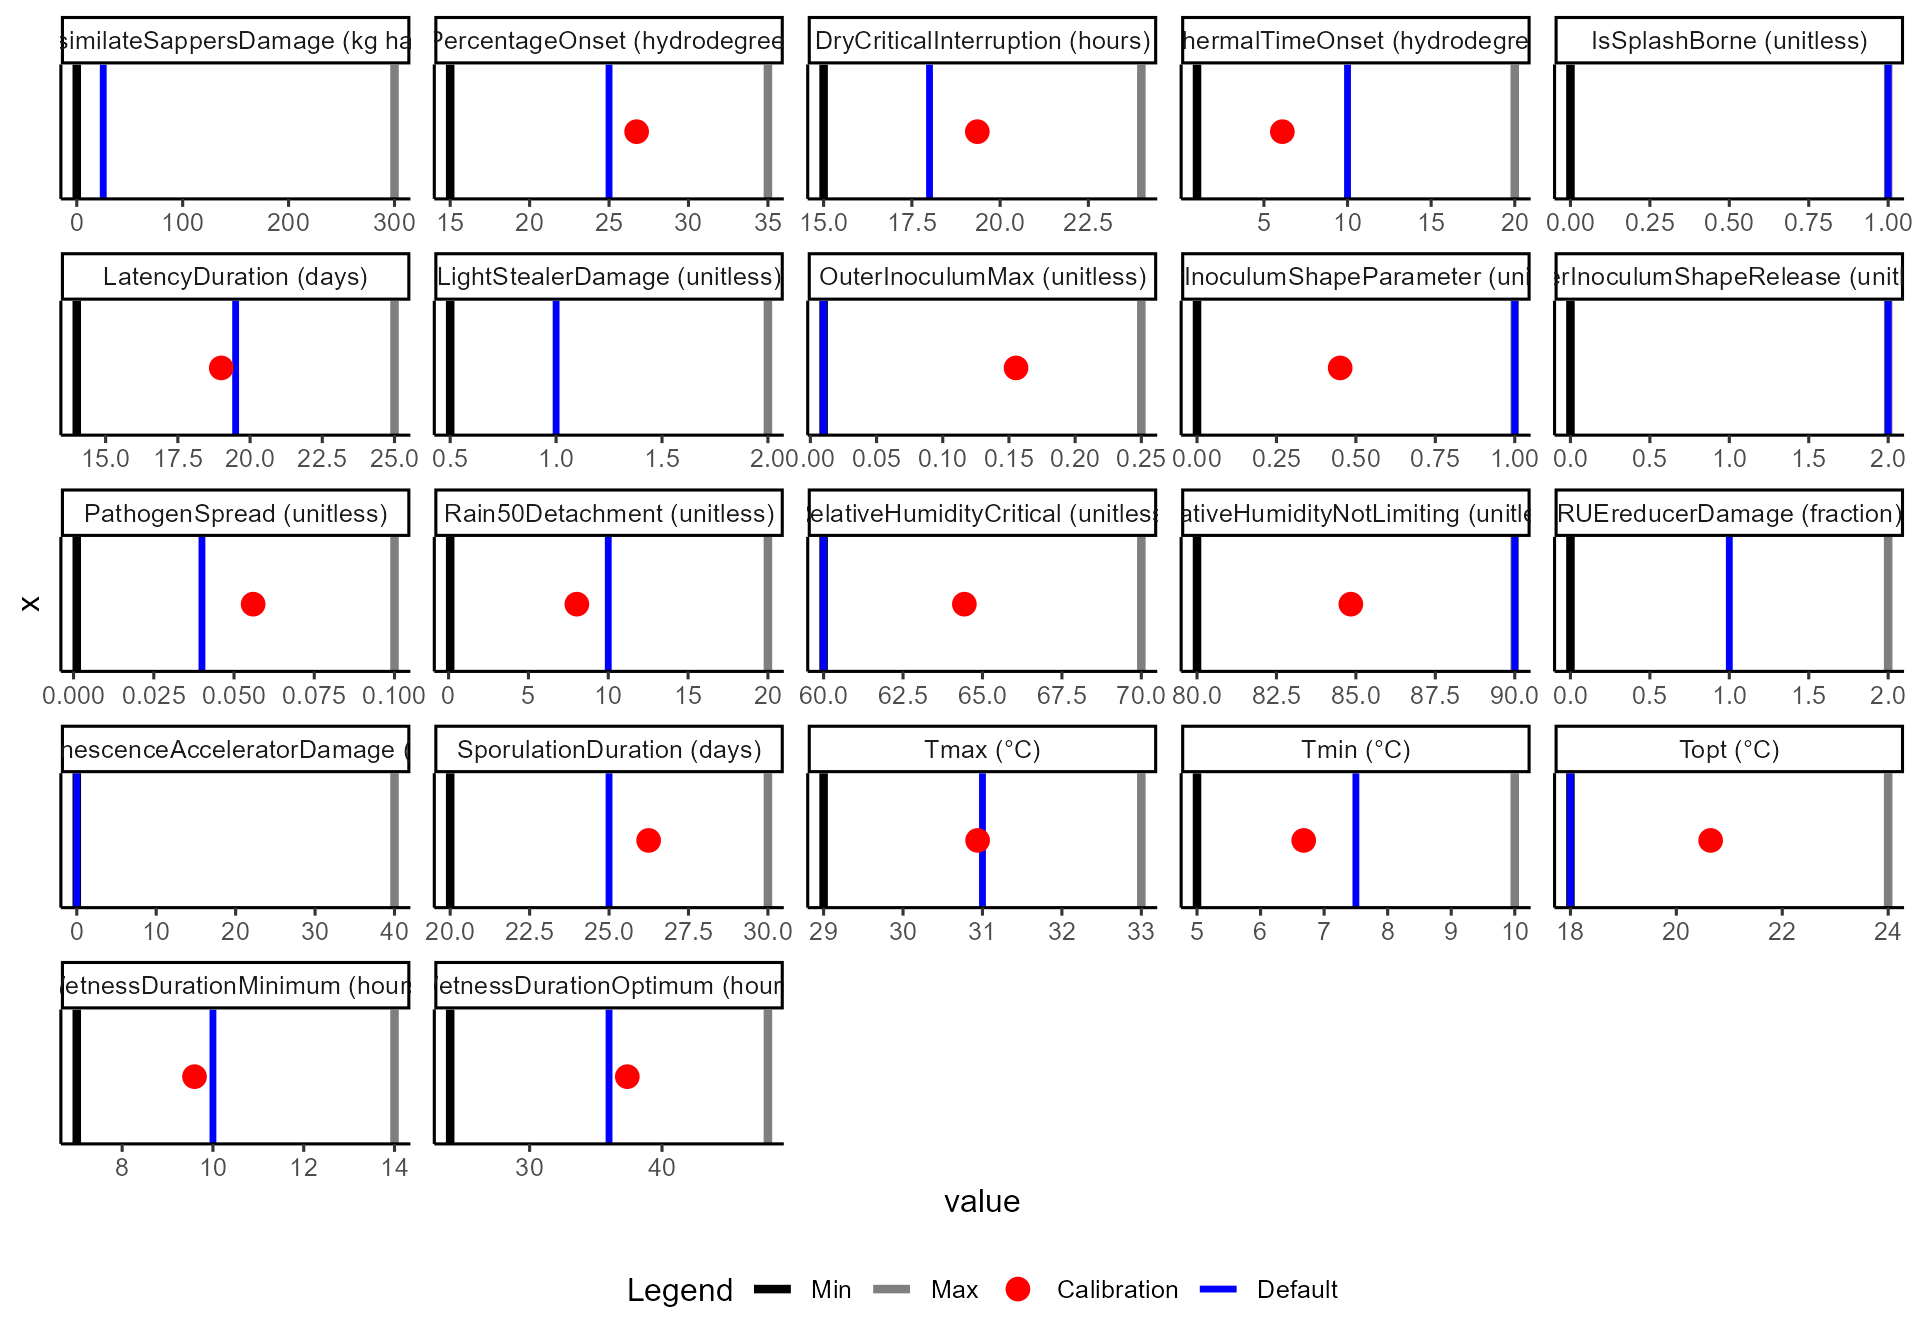 similateSappersDamage (kg ha
PercentageOnset (hydrodegree
DryCriticalInterruption (hours)
hermalTimeOnset (hydrodegre
IsSplashBorne (unitless)
0 100 200 300
15 20 25 30 35
15.0 17.5 20.0 22.5
5 10 15 20
0.00 0.25 0.50 0.75 1.00
LatencyDuration (days)
LightStealerDamage (unitless)
OuterInoculumMax (unitless)
InoculumShapeParameter (uni
erInoculumShapeRelease (unit
15.0 17.5 20.0 22.5 25.0
0.5 1.0 1.5 2.0
0.00 0.05 0.10 0.15 0.20 0.25
0.00 0.25 0.50 0.75 1.00
0.0 0.5 1.0 1.5 2.0
PathogenSpread (unitless)
Rain50Detachment (unitless)
elativeHumidityCritical (unitless
ativeHumidityNotLimiting (unitle
RUEreducerDamage (fraction)
x
0.000 0.025 0.050 0.075 0.100
0 5 10 15 20
60.0 62.5 65.0 67.5 70.0
80.0 82.5 85.0 87.5 90.0
0.0 0.5 1.0 1.5 2.0
nescenceAcceleratorDamage (
SporulationDuration (days)
Tmax (°C)
Tmin (°C)
Topt (°C)
0 10 20 30 40
20.0 22.5 25.0 27.5 30.0
29 30 31 32 33
5 6 7 8 9 10
18 20 22 24
etnessDurationMinimum (hour
etnessDurationOptimum (hour
8 10 12 14
30 40
value
Legend Min Max Calibration Default